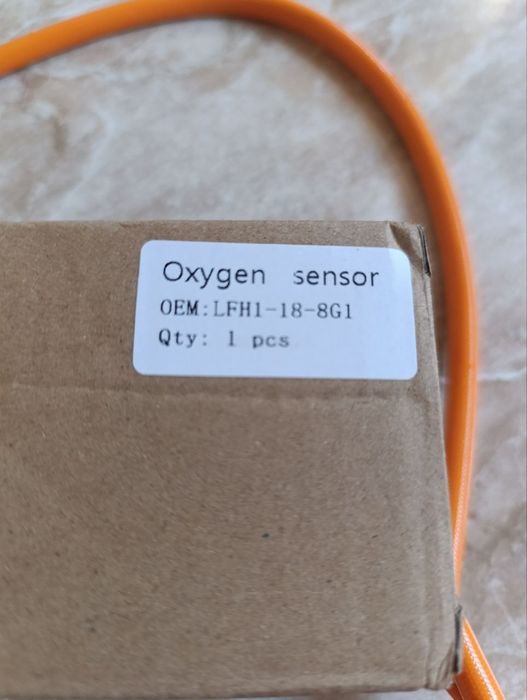 Oxygen sensor
OEM:LFH1-18-8G1
Qty: 1 pcs